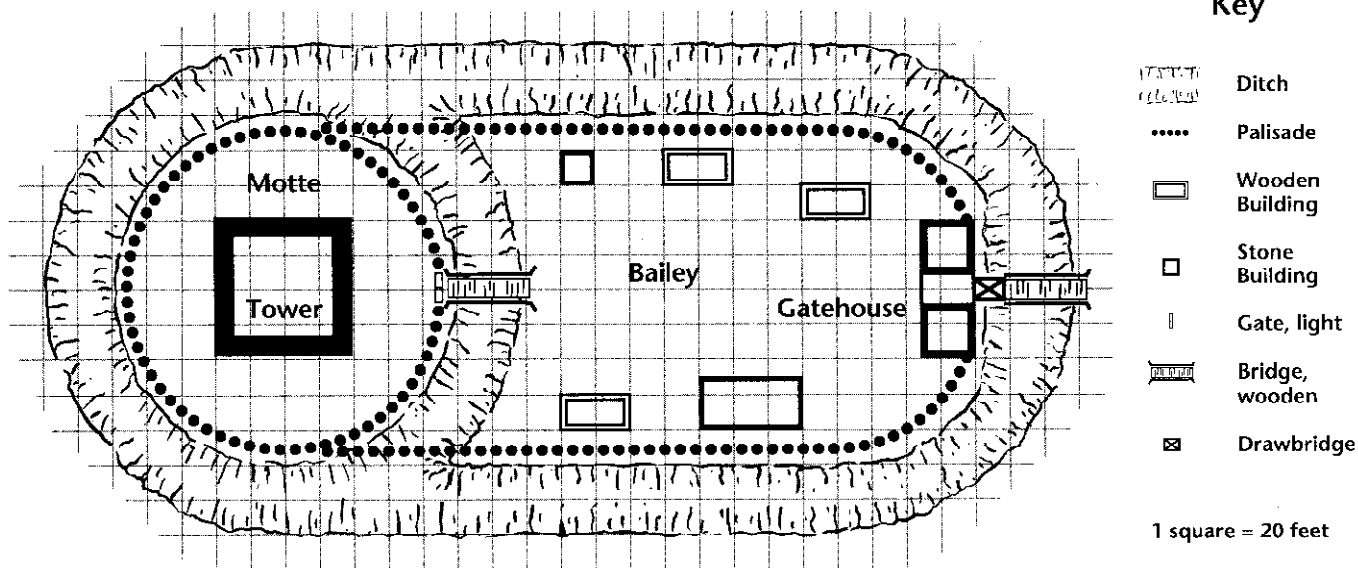 Key
Ditch
Palisade
Wooden
Building
Stone
Building
Gate, light
Bridge,
wooden
Drawbridge
1 square = 20 feet
Motte
Tower
Bailey
Gatehouse